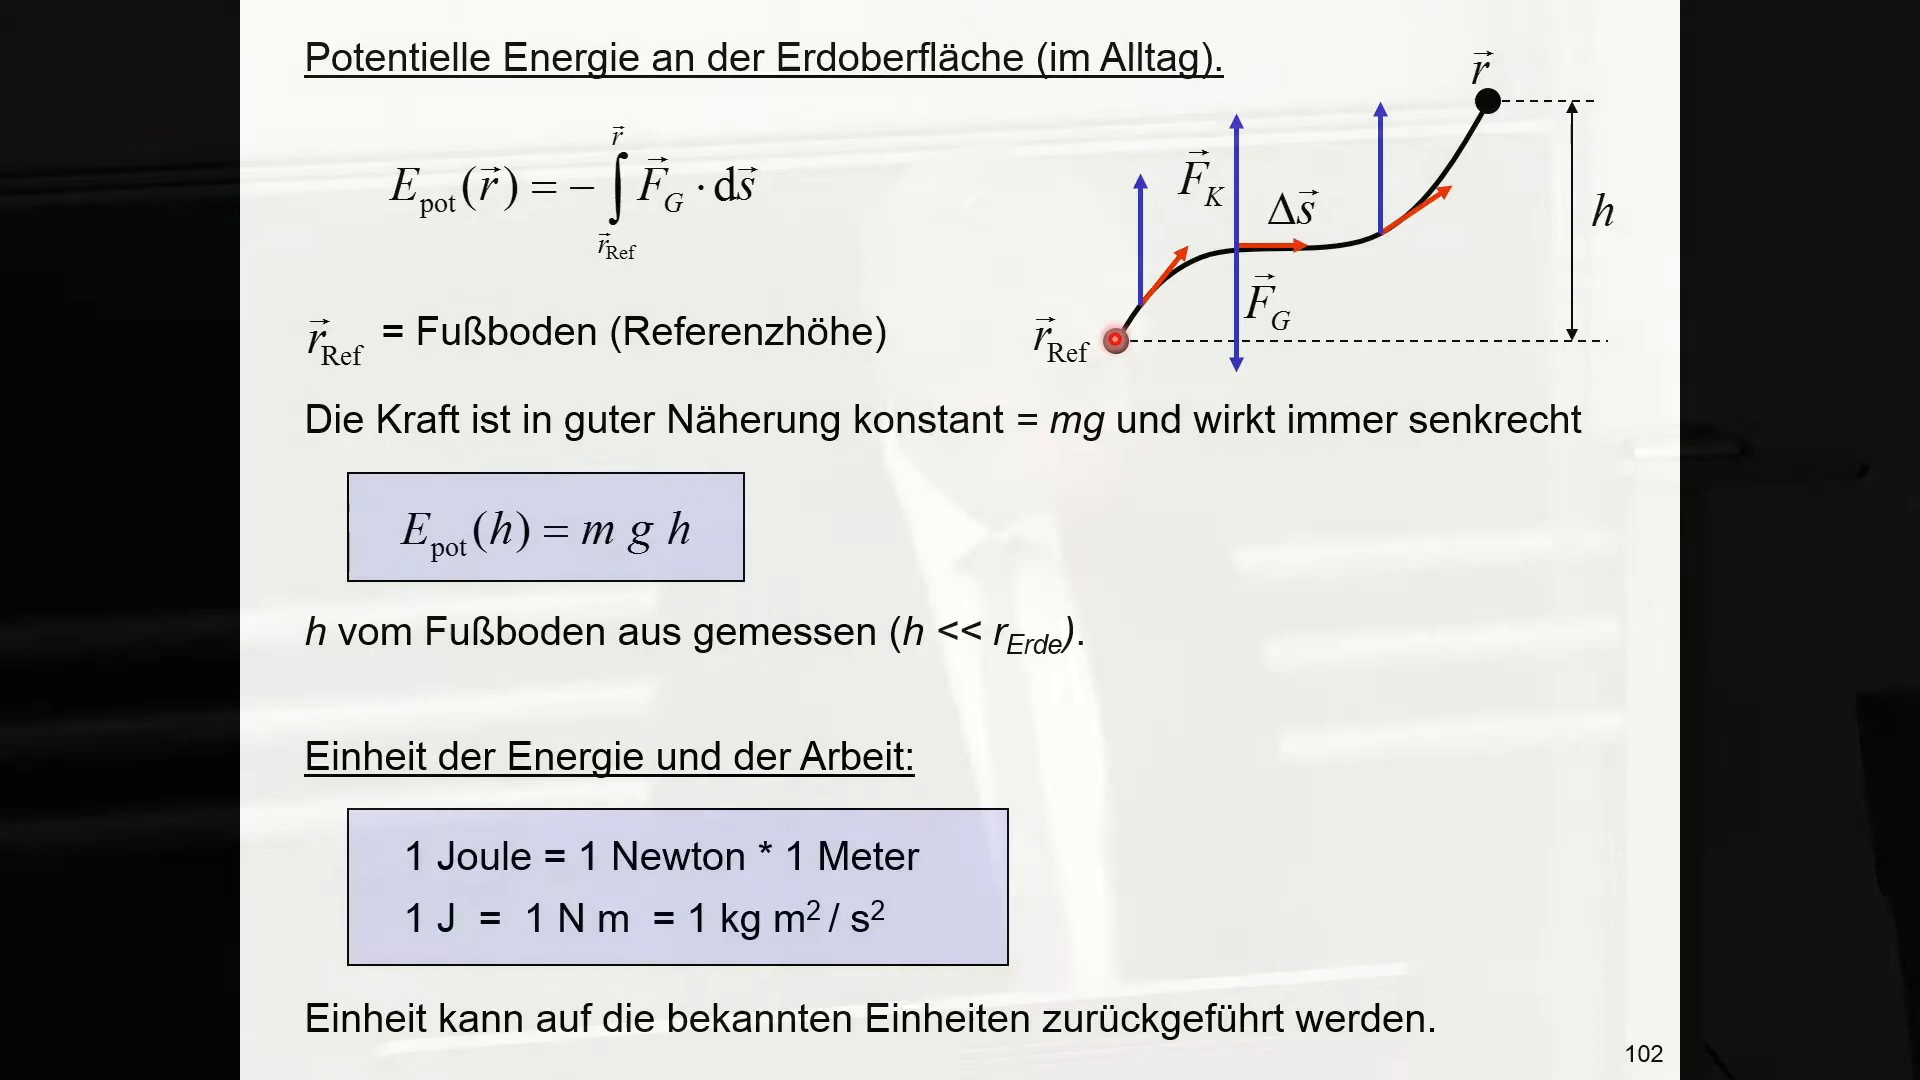 Potentielle Energie an der Erdoberfläche (im Alltag).
E_pot(r⃗) = − ∫_{r⃗_Ref}^{r⃗} F⃗_G · ds⃗
r⃗
F⃗_K
Δs⃗
h
F⃗_G
r⃗_Ref
r⃗_Ref = Fußboden (Referenzhöhe)
Die Kraft ist in guter Näherung konstant = mg und wirkt immer senkrecht
E_pot(h) = m g h
h vom Fußboden aus gemessen (h << r_Erde).
Einheit der Energie und der Arbeit:
1 Joule = 1 Newton * 1 Meter
1 J = 1 N m = 1 kg m² / s²
Einheit kann auf die bekannten Einheiten zurückgeführt werden.
102